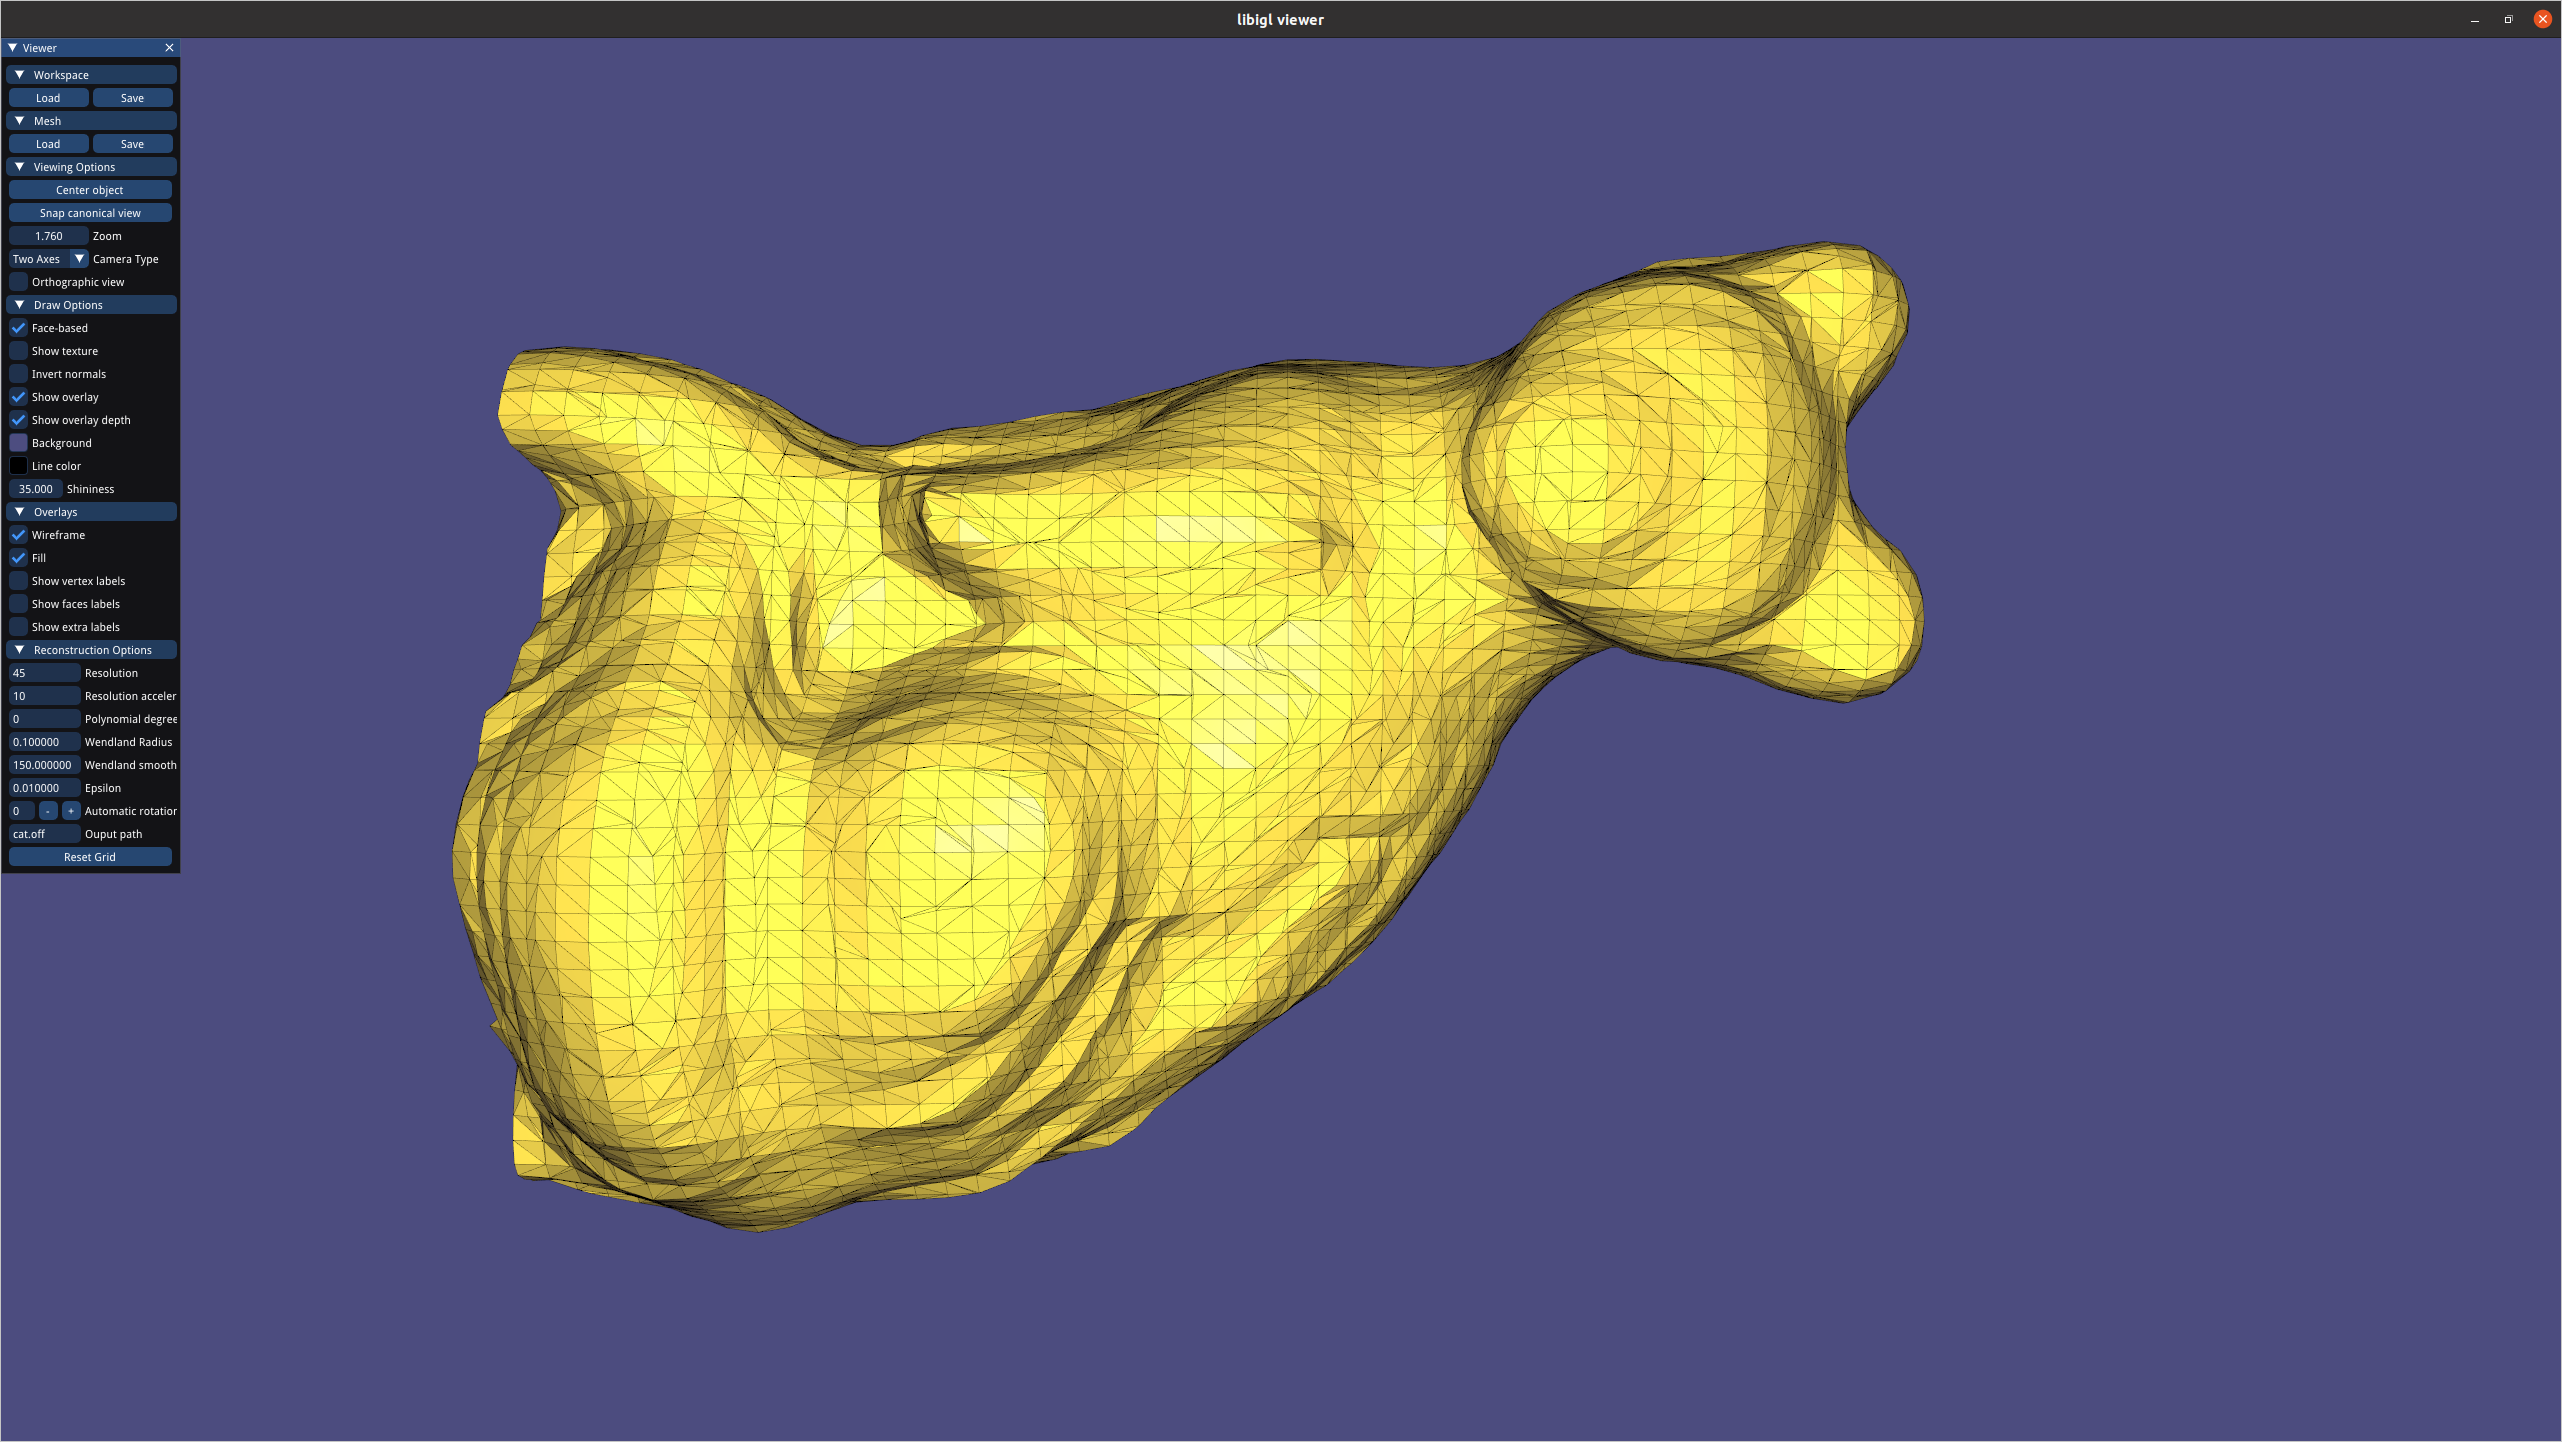 libigl viewer
Viewer
Workspace
Load Save
Mesh
Load Save
Viewing Options
Center object
Snap canonical view
1.760 Zoom
Two Axes Camera Type
Orthographic view
Draw Options
Face-based
Show texture
Invert normals
Show overlay
Show overlay depth
Background
Line color
35.000 Shininess
Overlays
Wireframe
Fill
Show vertex labels
Show faces labels
Show extra labels
Reconstruction Options
45 Resolution
10 Resolution acceler
0 Polynomial degree
0.100000 Wendland Radius
150.000000 Wendland smooth
0.010000 Epsilon
0 - + Automatic rotation
cat.off Ouput path
Reset Grid